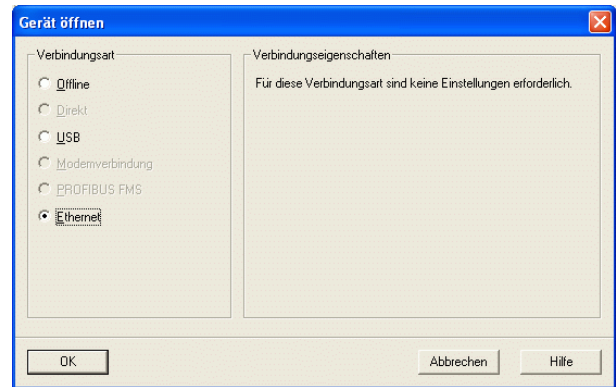 Gerät öffnen
Verbindungsart
Offline
Direkt
USB
Modemverbindung
PROFIBUS FMS
Ethernet
Verbindungseigenschaften
Für diese Verbindungsart sind keine Einstellungen erforderlich.
OK
Abbrechen
Hilfe